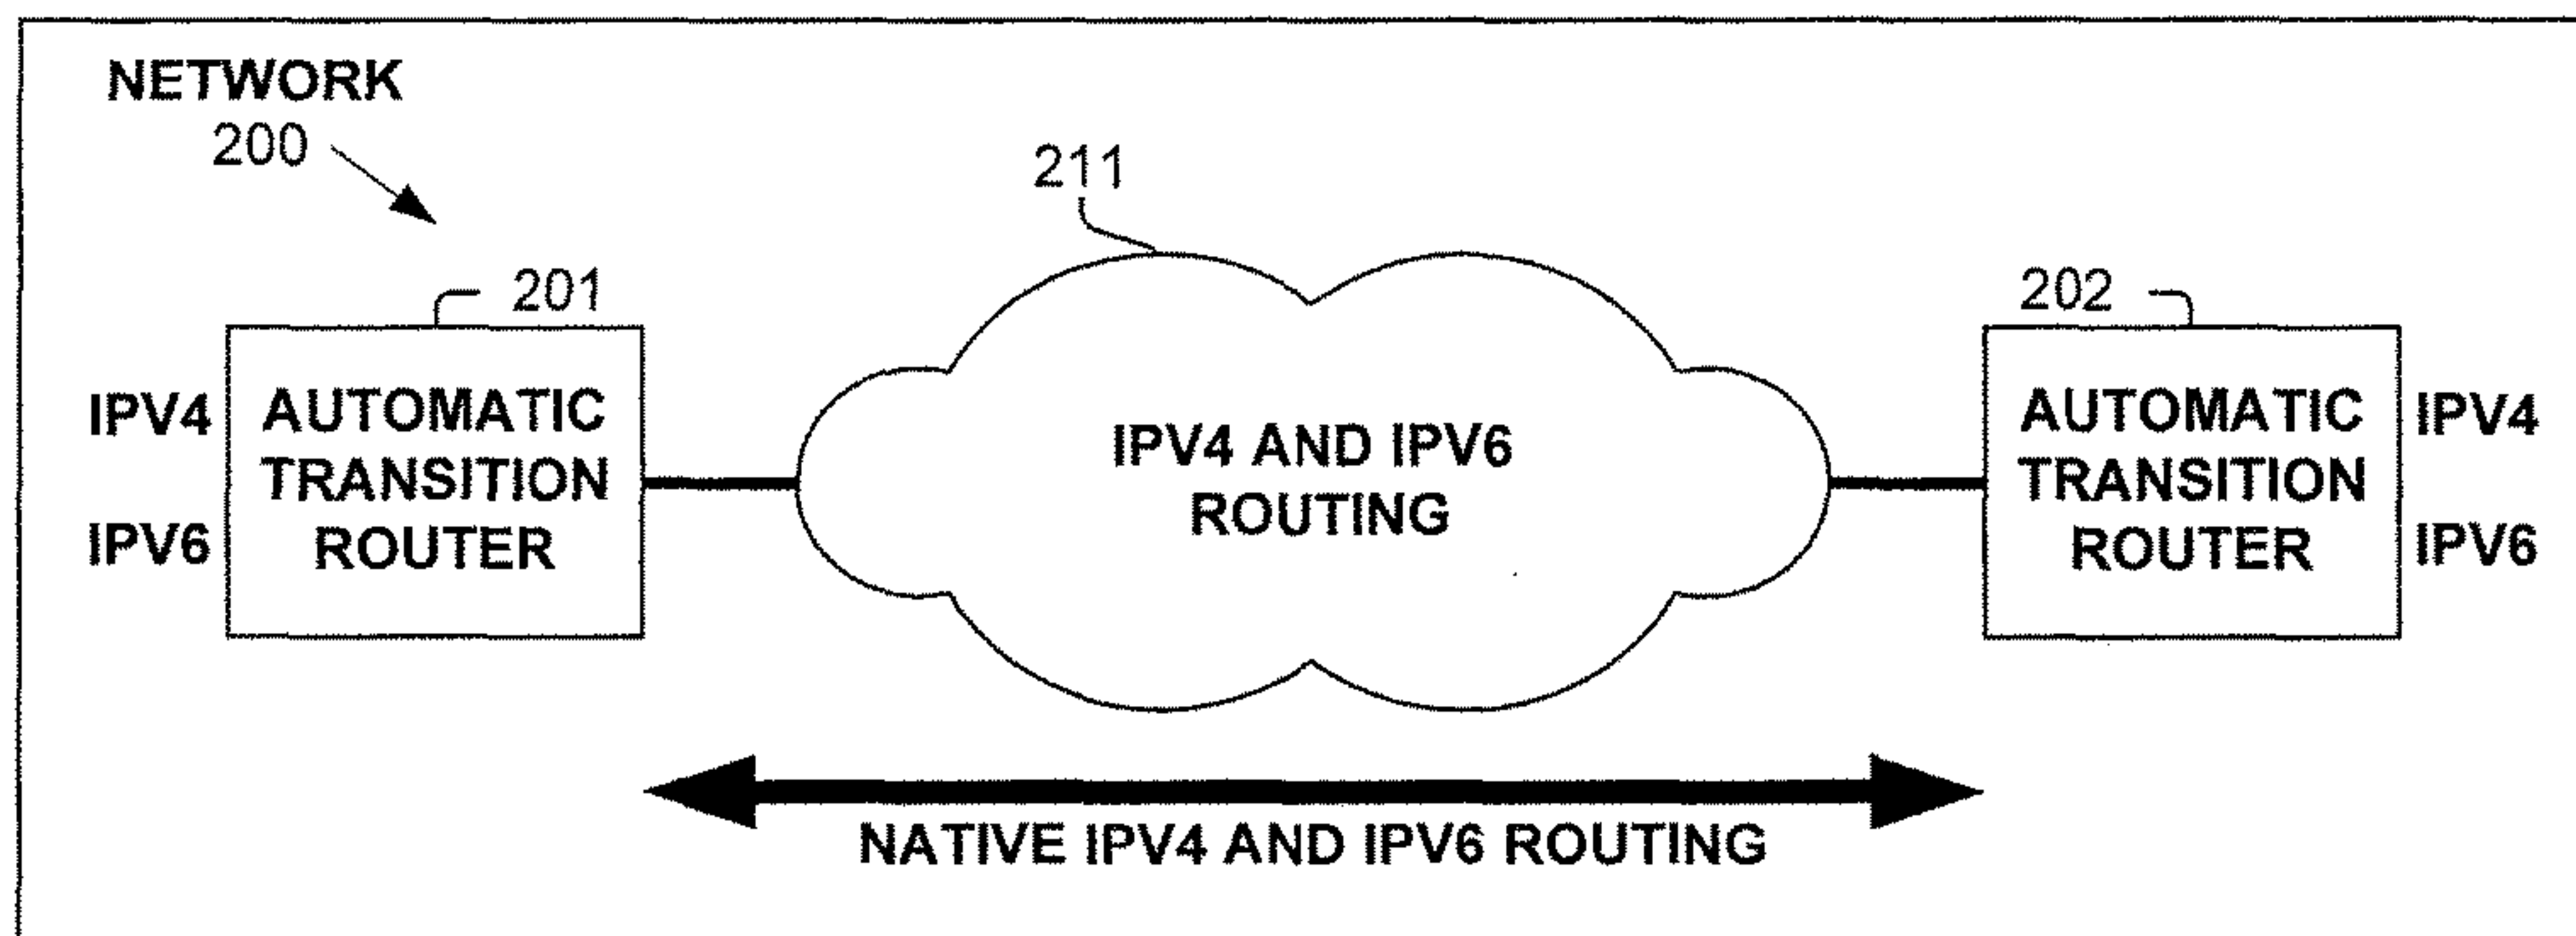 NETWORK
200
211
201
202
IPV4
IPV6
AUTOMATIC
TRANSITION
ROUTER
IPV4 AND IPV6
ROUTING
AUTOMATIC
TRANSITION
ROUTER
IPV4
IPV6
NATIVE IPV4 AND IPV6 ROUTING